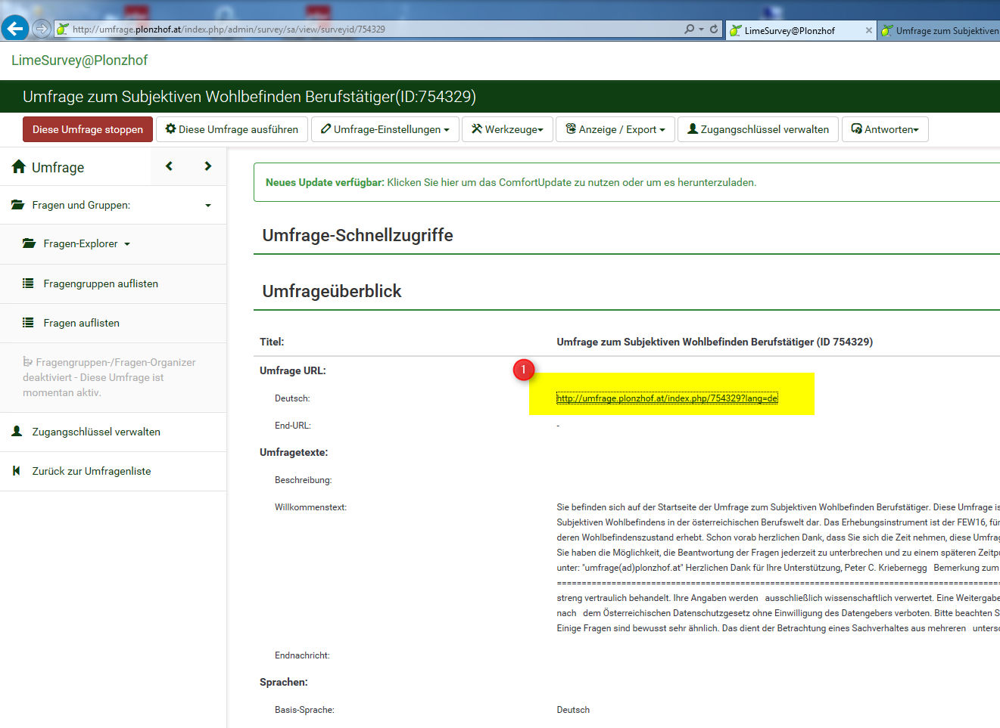 http://umfrage.plonzhof.at/index.php/admin/survey/sa/view/surveyid/754329
LimeSurvey@Plonzhof
Umfrage zum Subjektiven
LimeSurvey@Plonzhof
Umfrage zum Subjektiven Wohlbefinden Berufstätiger(ID:754329)
Diese Umfrage stoppen
Diese Umfrage ausführen
Umfrage-Einstellungen
Werkzeuge
Anzeige / Export
Zugangschlüssel verwalten
Antworten
Umfrage
Fragen und Gruppen:
Fragen-Explorer
Fragengruppen auflisten
Fragen auflisten
Fragengruppen-/Fragen-Organizer
deaktiviert - Diese Umfrage ist
momentan aktiv.
Zugangschlüssel verwalten
Zurück zur Umfragenliste
Neues Update verfügbar: Klicken Sie hier um das ComfortUpdate zu nutzen oder um es herunterzuladen.
Umfrage-Schnellzugriffe
Umfrageüberblick
Titel:
Umfrage zum Subjektiven Wohlbefinden Berufstätiger (ID 754329)
Umfrage URL:
1
Deutsch:
http://umfrage.plonzhof.at/index.php/754329?lang=de
End-URL:
-
Umfragetexte:
Beschreibung:
Willkommenstext:
Sie befinden sich auf der Startseite der Umfrage zum Subjektiven Wohlbefinden Berufstätiger. Diese Umfrage is
Subjektiven Wohlbefindens in der österreichischen Berufswelt dar. Das Erhebungsinstrument ist der FEW16, für
deren Wohlbefindenszustand erhebt. Schon vorab herzlichen Dank, dass Sie sich die Zeit nehmen, diese Umfrag
Sie haben die Möglichkeit, die Beantwortung der Fragen jederzeit zu unterbrechen und zu einem späteren Zeitpu
unter: "umfrage(ad)plonzhof.at" Herzlichen Dank für Ihre Unterstützung, Peter C. Kriebernegg Bemerkung zum
==========================================================================================
streng vertraulich behandelt. Ihre Angaben werden ausschließlich wissenschaftlich verwertet. Eine Weitergabe
nach dem Österreichischen Datenschutzgesetz ohne Einwilligung des Datengebers verboten. Bitte beachten S
Einige Fragen sind bewusst sehr ähnlich. Das dient der Betrachtung eines Sachverhaltes aus mehreren untersc
Endnachricht:
Sprachen:
Basis-Sprache:
Deutsch